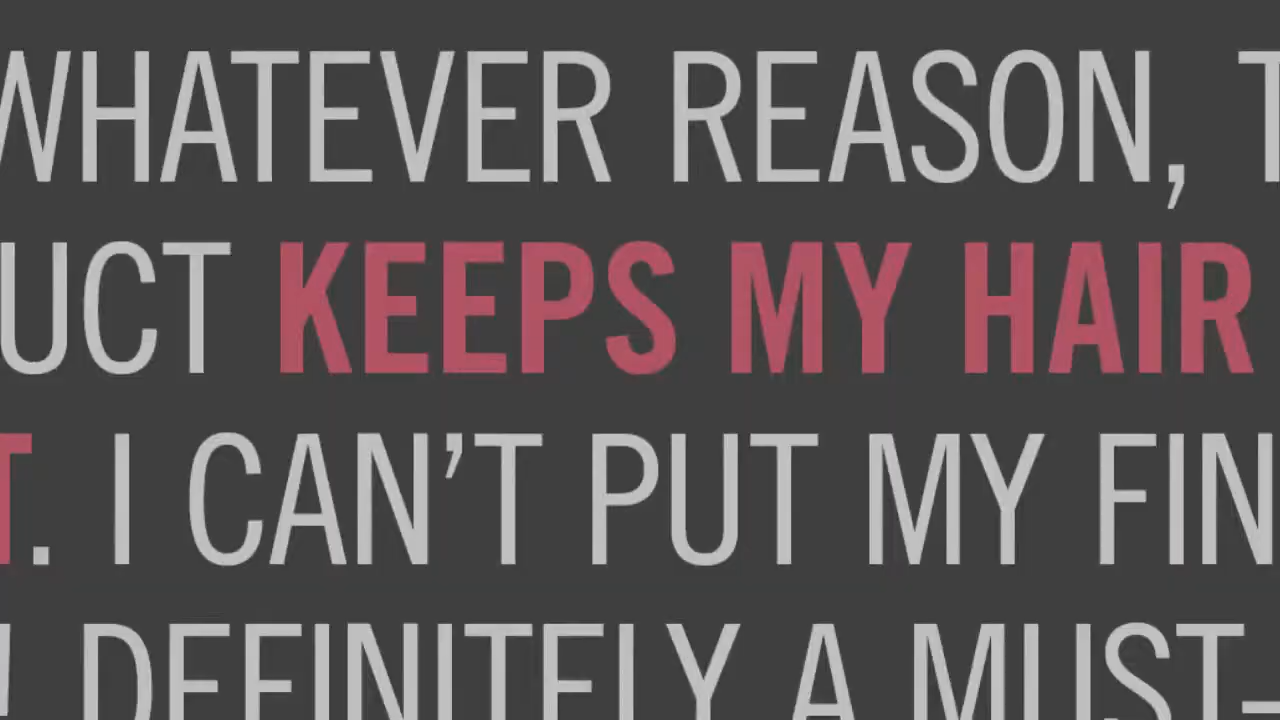 WHATEVER REASON, T
UCT KEEPS MY HAIR
T. I CAN’T PUT MY FIN
! DEFINITELY A MUST-